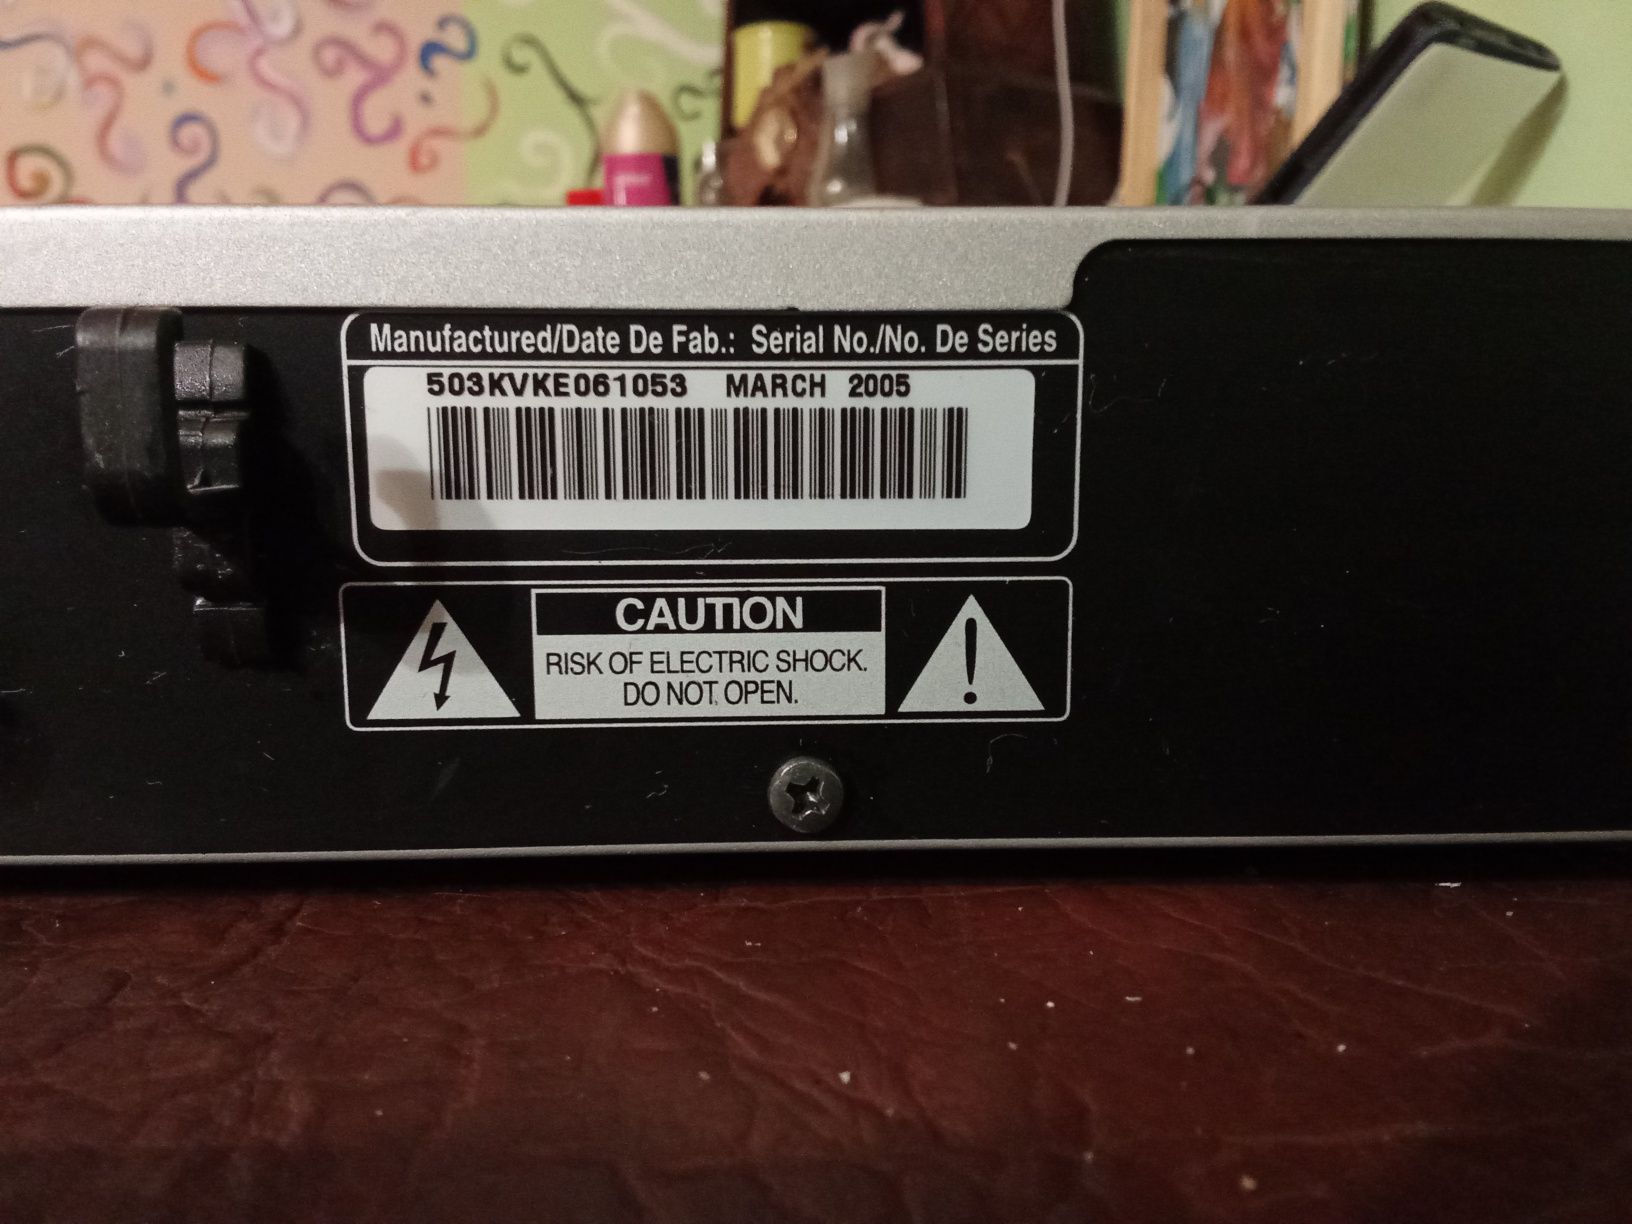 Manufactured/Date De Fab.: Serial No./No. De Series
503KVKE061053 MARCH 2005
CAUTION
RISK OF ELECTRIC SHOCK.
DO NOT OPEN.